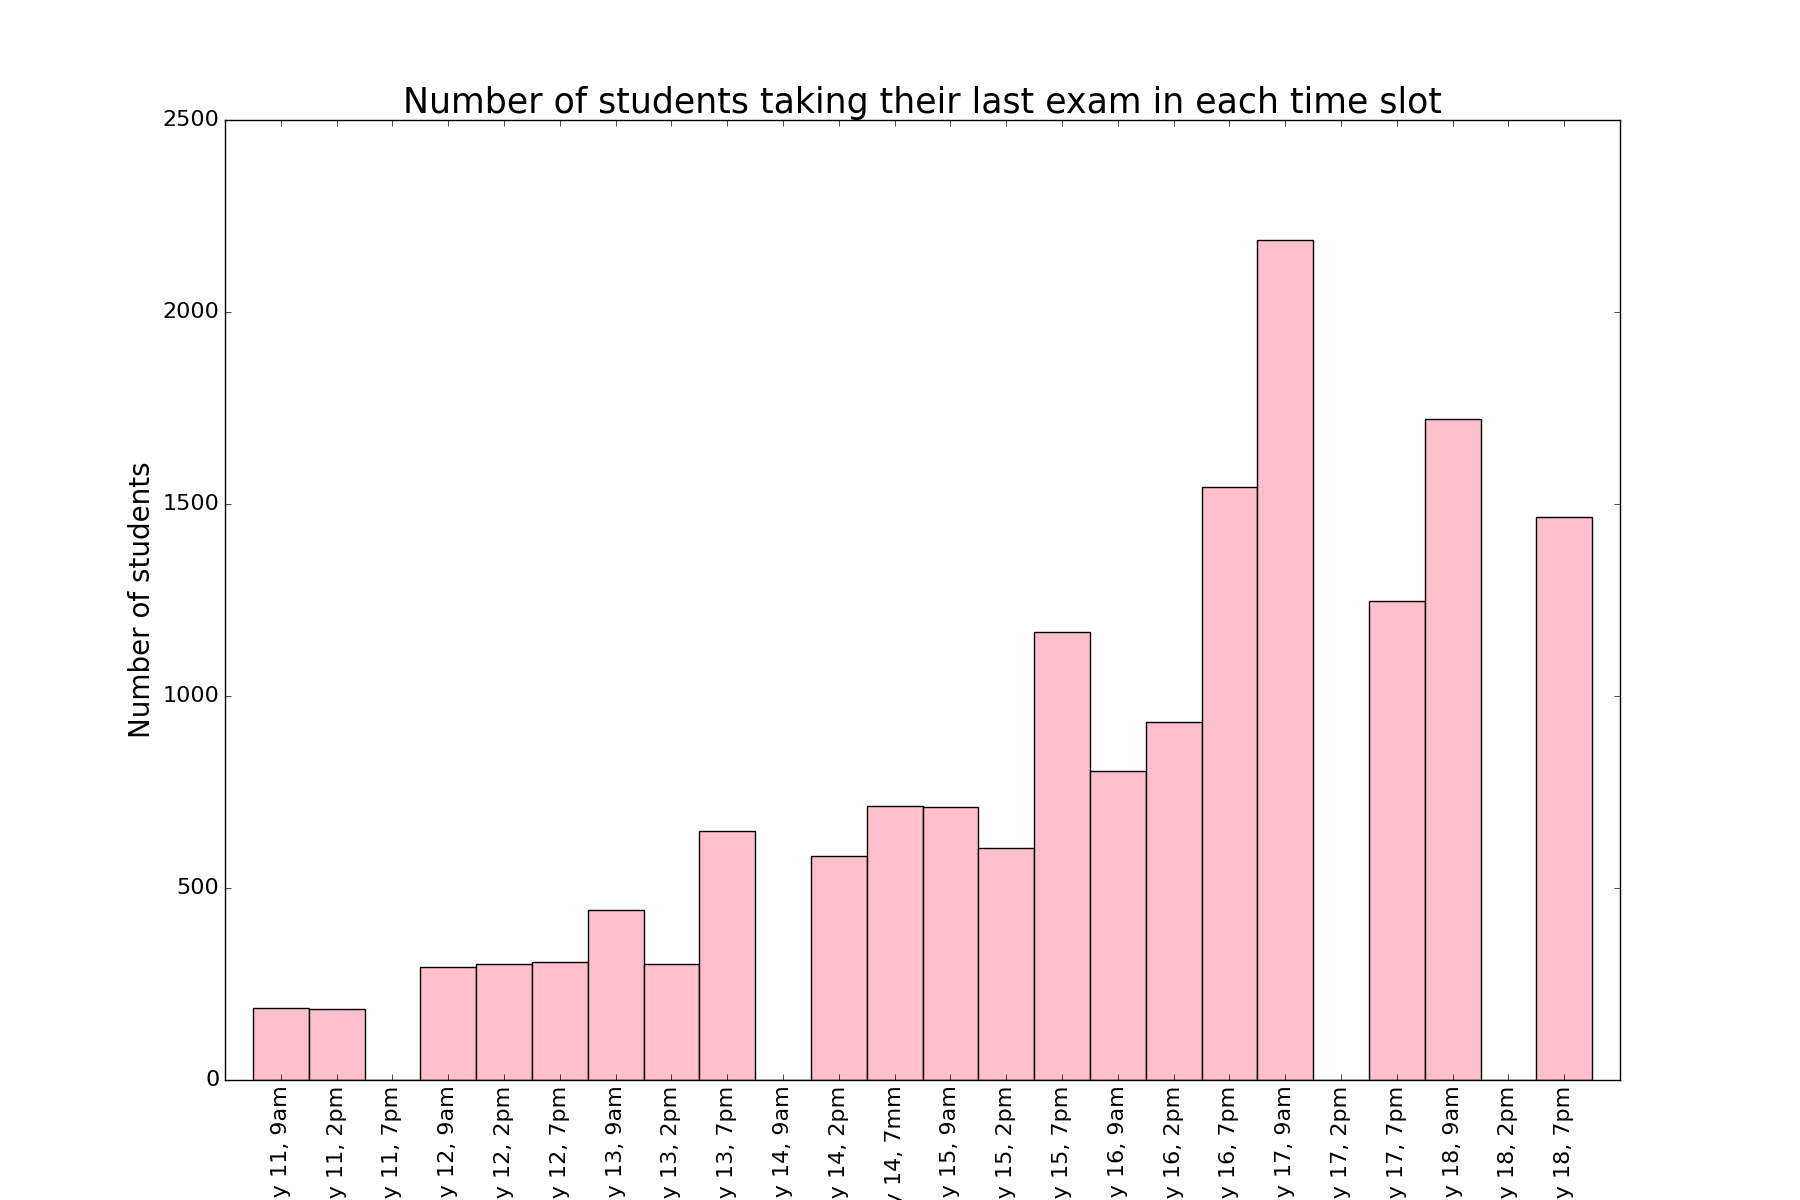 Number of students taking their last exam in each time slot
2500
2000
1500
1000
500
0
Number of students
y 11, 9am
y 11, 2pm
y 11, 7pm
y 12, 9am
y 12, 2pm
y 12, 7pm
y 13, 9am
y 13, 2pm
y 13, 7pm
y 14, 9am
y 14, 2pm
y 14, 7mm
y 15, 9am
y 15, 2pm
y 15, 7pm
y 16, 9am
y 16, 2pm
y 16, 7pm
y 17, 9am
y 17, 2pm
y 17, 7pm
y 18, 9am
y 18, 2pm
y 18, 7pm